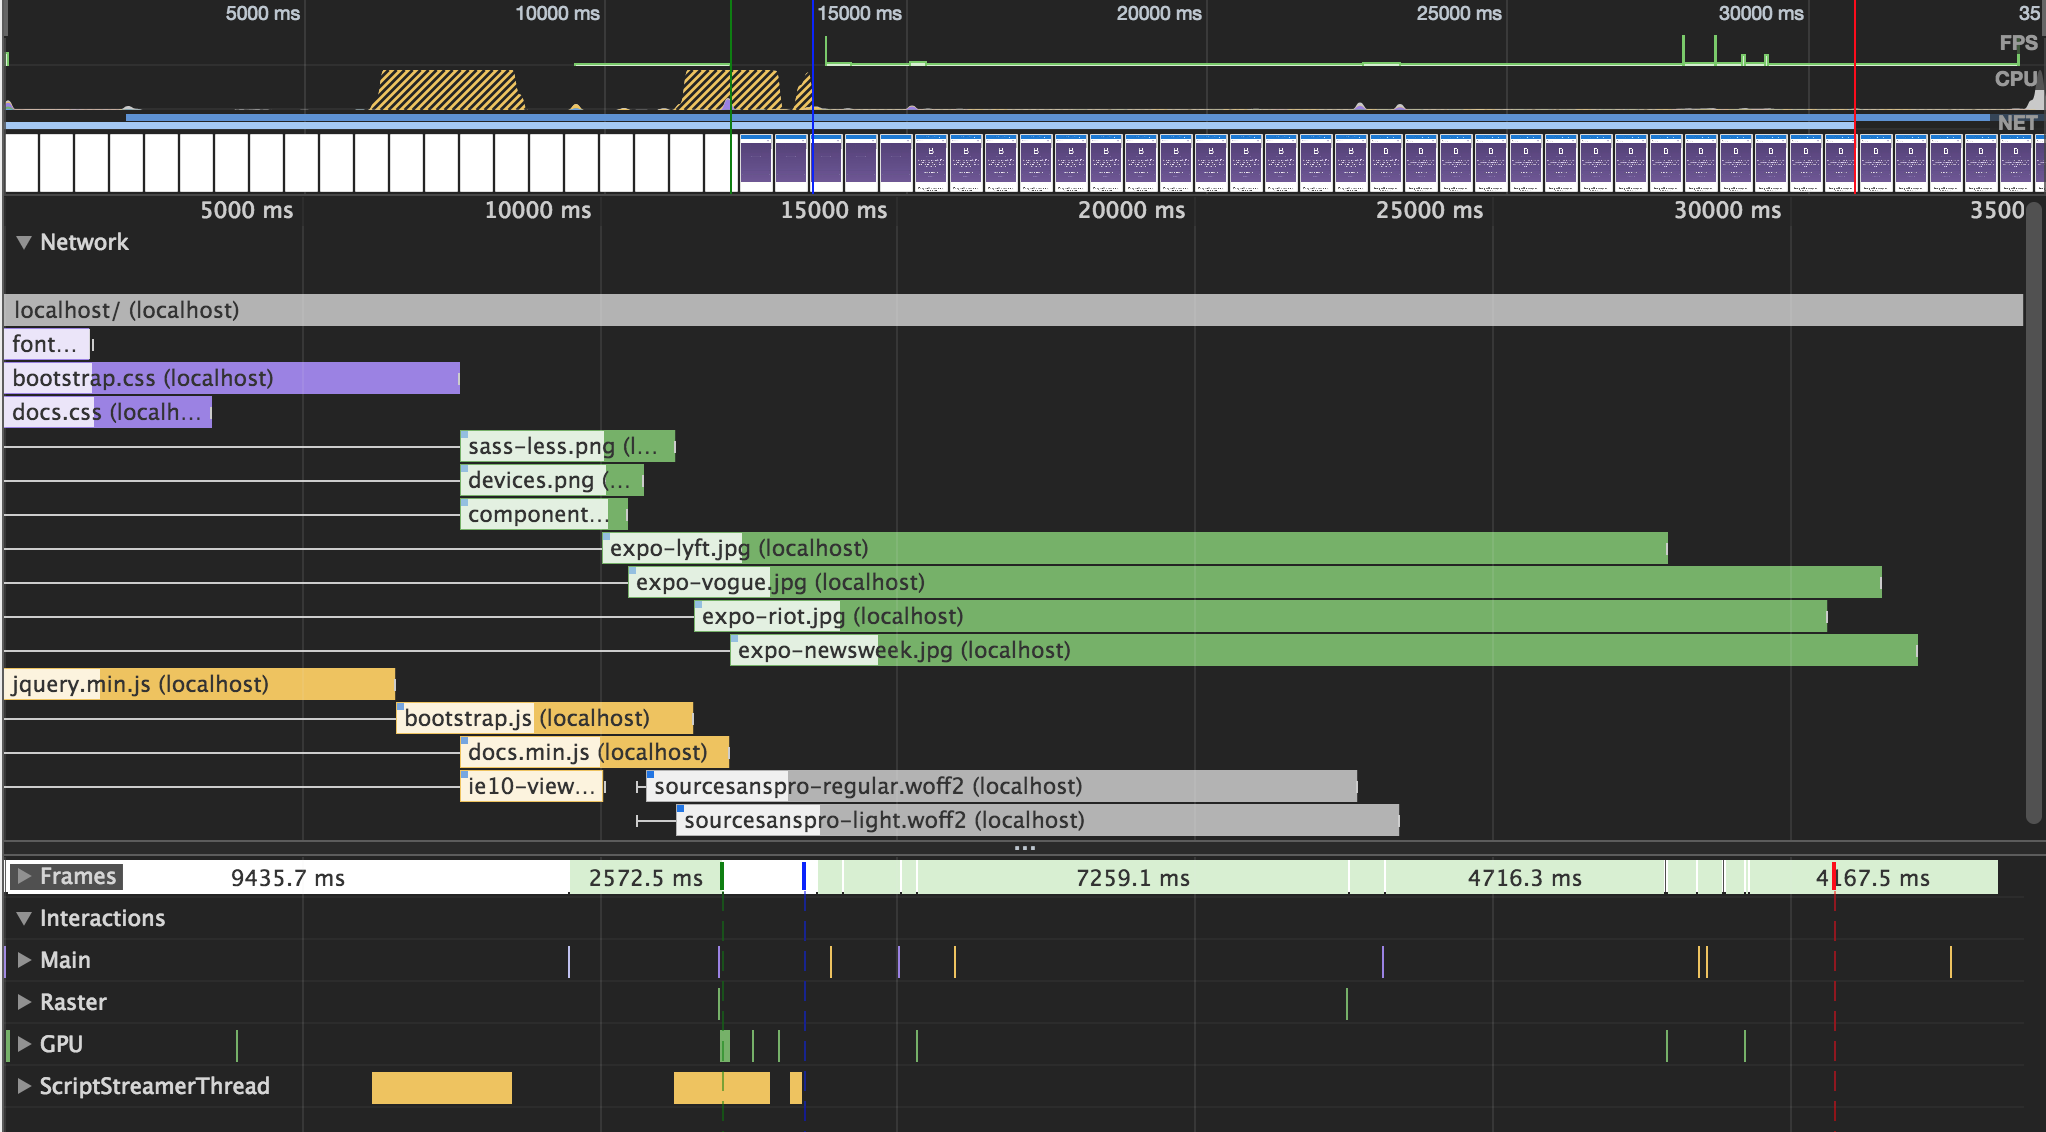 5000 ms 10000 ms 15000 ms 20000 ms 25000 ms 30000 ms 35
FPS
CPU
NET
5000 ms 10000 ms 15000 ms 20000 ms 25000 ms 30000 ms 3500
Network
localhost/ (localhost)
font...
bootstrap.css (localhost)
docs.css (localh...
sass-less.png (l...
devices.png (...
component...
expo-lyft.jpg (localhost)
expo-vogue.jpg (localhost)
expo-riot.jpg (localhost)
expo-newsweek.jpg (localhost)
jquery.min.js (localhost)
bootstrap.js (localhost)
docs.min.js (localhost)
ie10-view... sourcesanspro-regular.woff2 (localhost)
sourcesanspro-light.woff2 (localhost)
...
Frames 9435.7 ms 2572.5 ms 7259.1 ms 4716.3 ms 4167.5 ms
Interactions
Main
Raster
GPU
ScriptStreamerThread